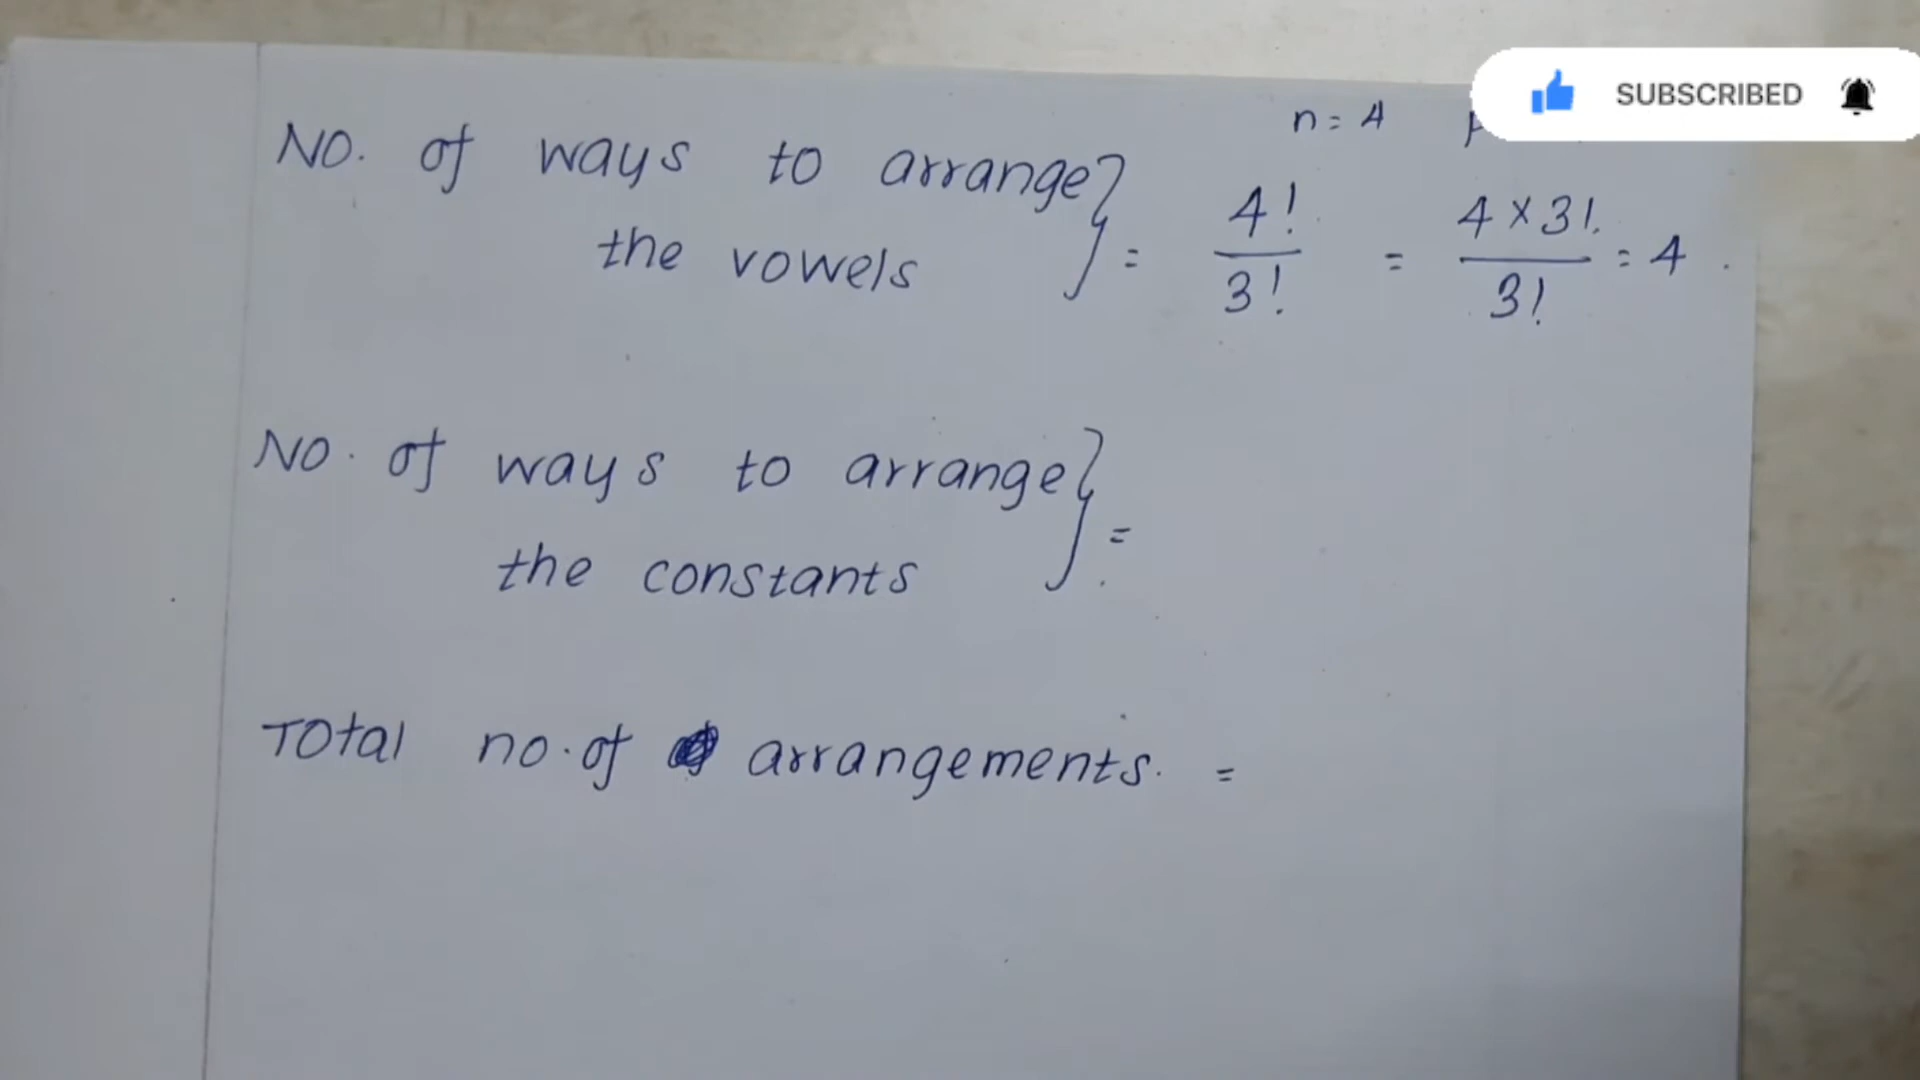 n = 4
SUBSCRIBED
NO. of ways to arrange
the vowels } = 4! / 3! = 4 × 3! / 3! = 4
NO. of ways to arrange
the constants } =
Total no. of arrangements. =